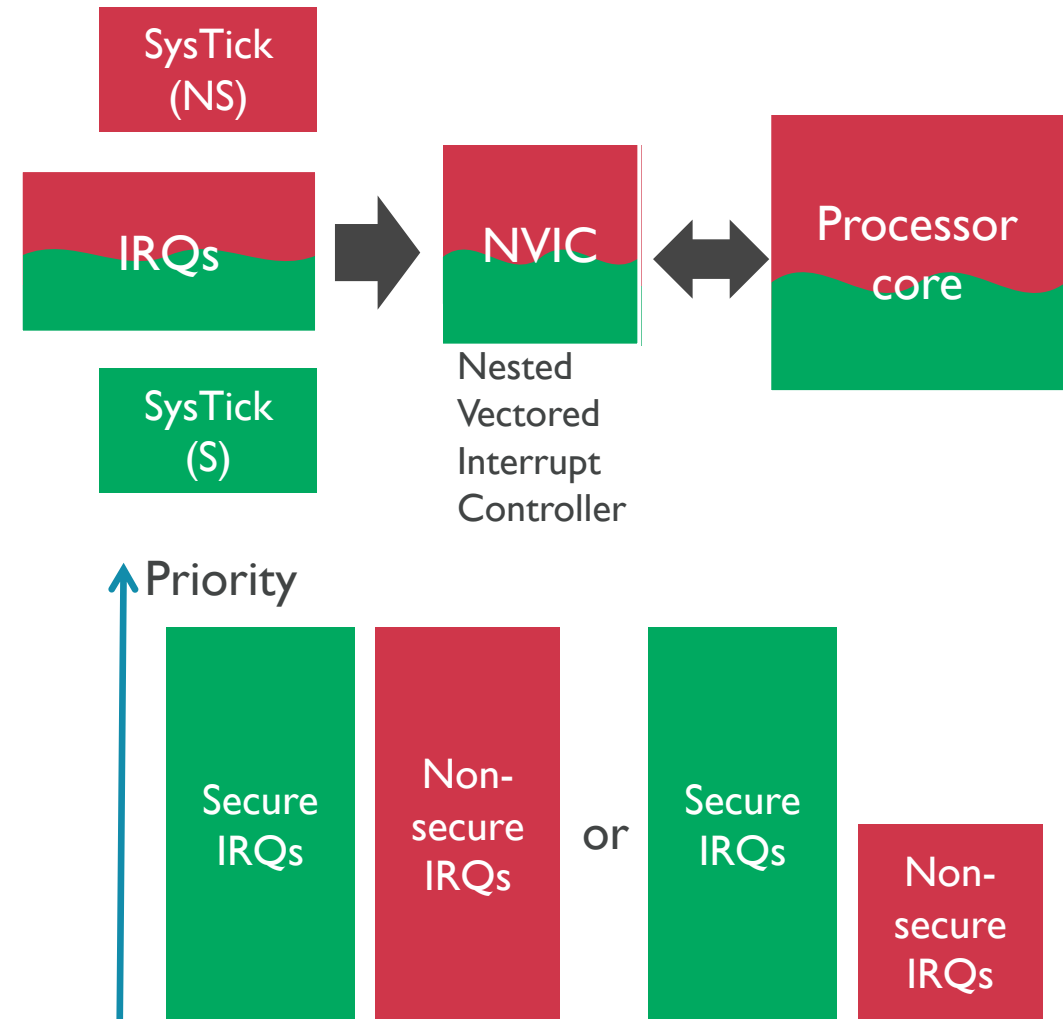 SysTick
(NS)
IRQs
NVIC
Processor
core
SysTick
(S)
Nested
Vectored
Interrupt
Controller
Priority
Secure
IRQs
Non-
secure
IRQs
or
Secure
IRQs
Non-
secure
IRQs